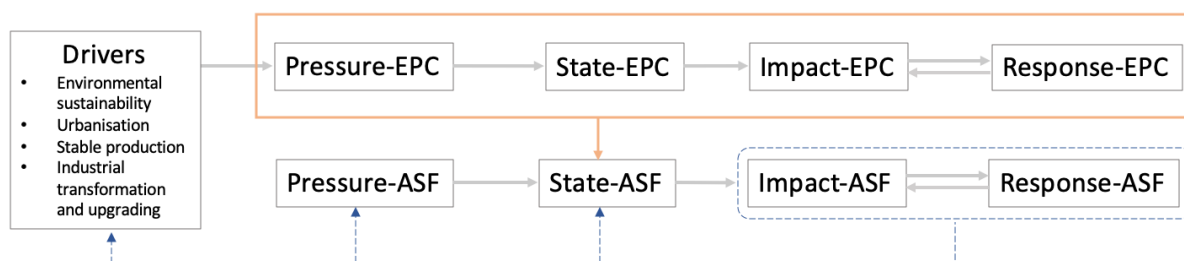 Drivers
• Environmental
sustainability
• Urbanisation
• Stable production
• Industrial
transformation
and upgrading
Pressure-EPC
State-EPC
Impact-EPC
Response-EPC
Pressure-ASF
State-ASF
Impact-ASF
Response-ASF